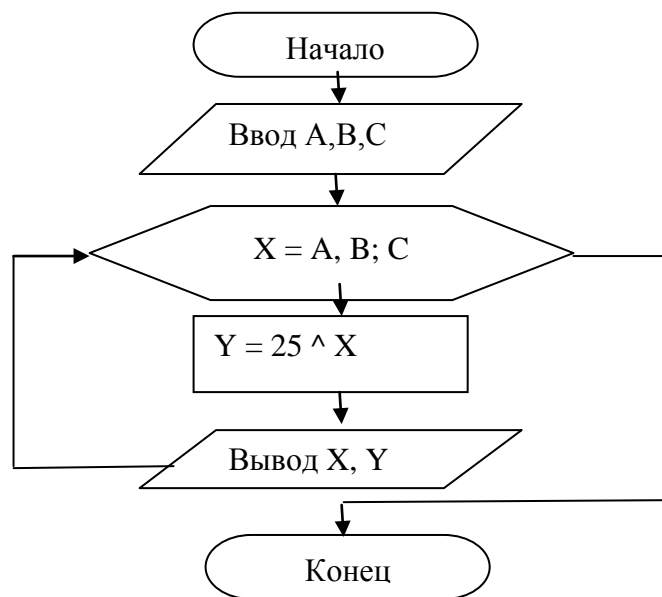 Начало
Ввод A,B,C
X = A, B; C
Y = 25 ^ X
Вывод X, Y
Конец